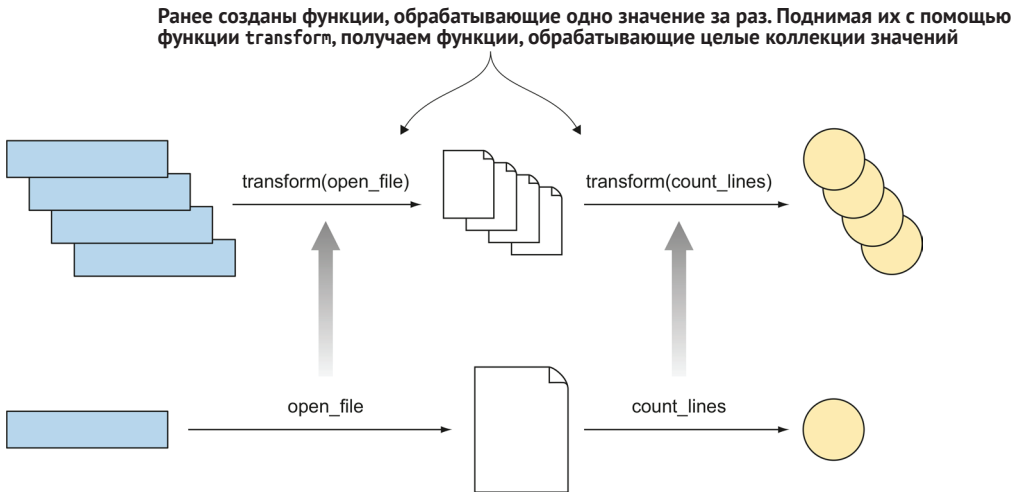 Ранее созданы функции, обрабатывающие одно значение за раз. Поднимая их с помощью
функции transform, получаем функции, обрабатывающие целые коллекции значений
transform(open_file)
transform(count_lines)
open_file
count_lines